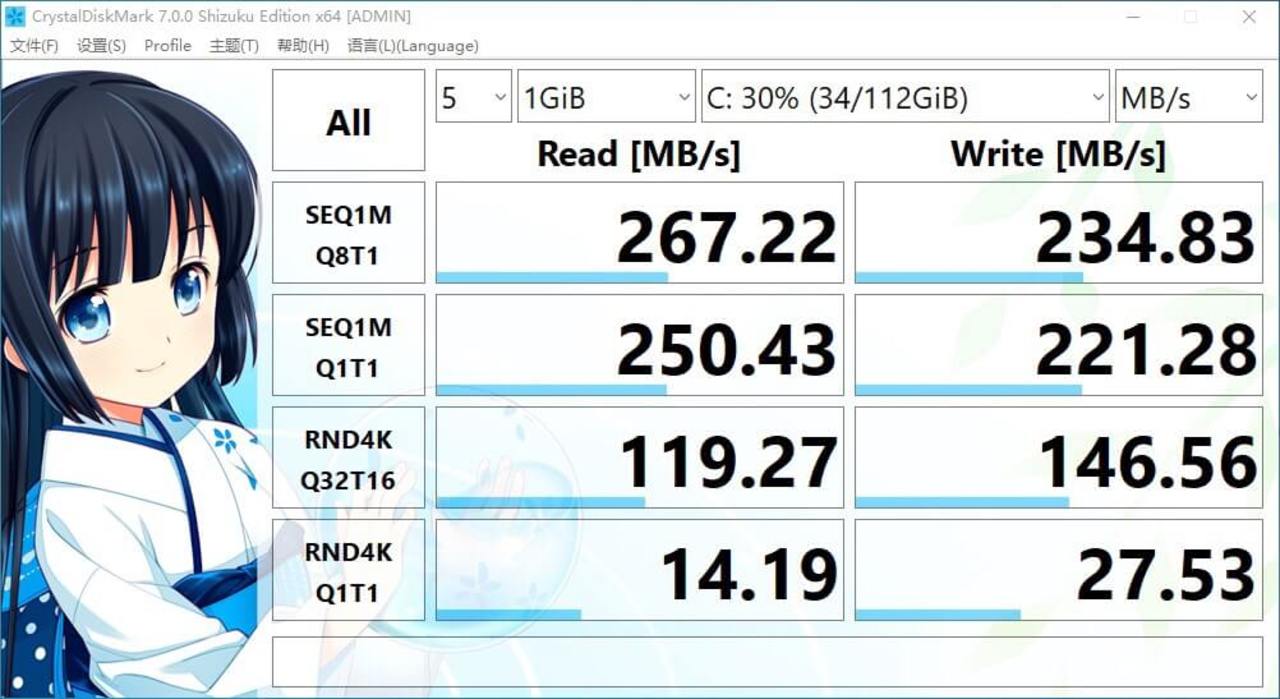 CrystalDiskMark 7.0.0 Shizuku Edition x64 [ADMIN]
文件(F) 设置(S) Profile 主题(T) 帮助(H) 语言(L)(Language)
All 5 1GiB C: 30% (34/112GiB) MB/s
Read [MB/s] Write [MB/s]
SEQ1M
Q8T1
267.22 234.83
SEQ1M
Q1T1
250.43 221.28
RND4K
Q32T16
119.27 146.56
RND4K
Q1T1
14.19 27.53